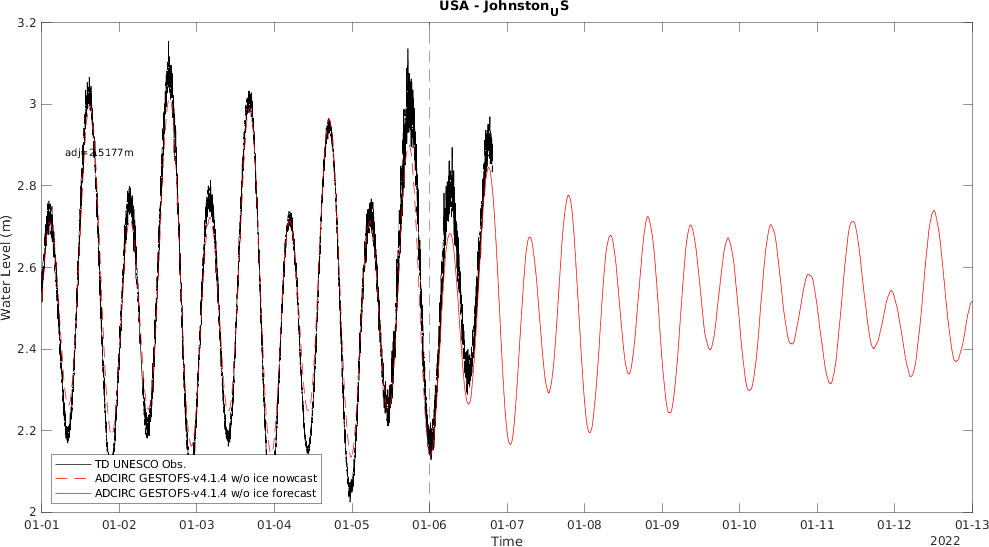 USA - Johnston_US
3.2
3
2.8
2.6
2.4
2.2
2
Water Level (m)
adj=2.5177m
TD UNESCO Obs.
ADCIRC GESTOFS-v4.1.4 w/o ice nowcast
ADCIRC GESTOFS-v4.1.4 w/o ice forecast
01-01 01-02 01-03 01-04 01-05 01-06 01-07 01-08 01-09 01-10 01-11 01-12 01-13
Time
2022